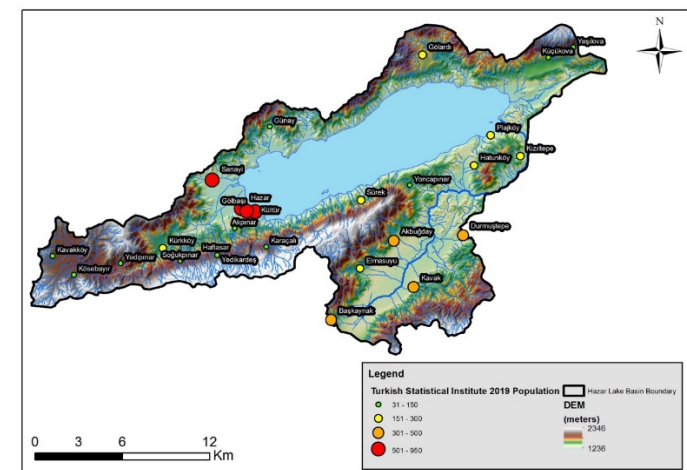 N
Yeşilova
Gölardı
Küçükova
Günay
Plajköy
Kızıltepe
Hatunköy
Sanayi
Yoncapınar
Sürek
Gölbaşı
Hazar
Kültür
Akpınar
Durmuştepe
Akbuğday
Kürkköy
Haftasar
Karaçalı
Kavakköy
Yedipınar
Soğukpınar
Yedikardeş
Elmasuyu
Kösebayır
Kavak
Başkaynak
Legend
Turkish Statistical Institute 2019 Population
Hazar Lake Basin Boundary
31 - 150
DEM
151 - 300
(meters)
301 - 500
2346
501 - 950
1236
0 3 6 12
Km